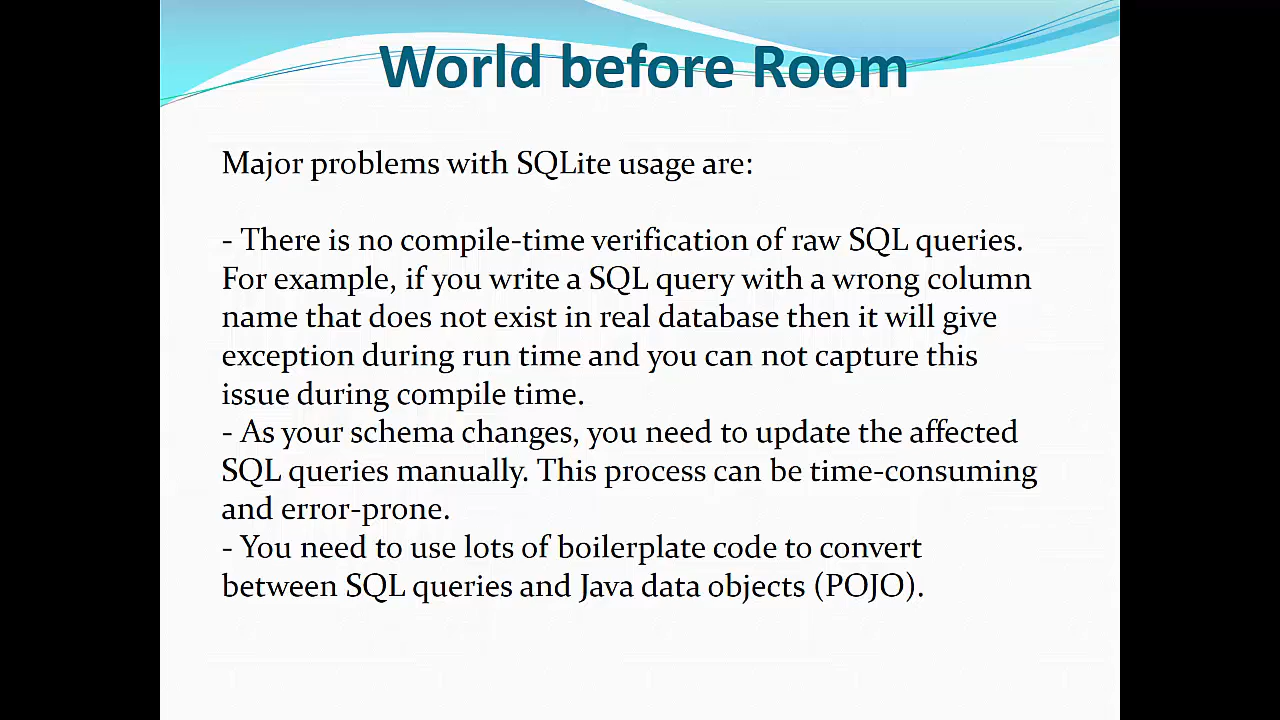 World before Room
Major problems with SQLite usage are:
- There is no compile-time verification of raw SQL queries.
For example, if you write a SQL query with a wrong column
name that does not exist in real database then it will give
exception during run time and you can not capture this
issue during compile time.
- As your schema changes, you need to update the affected
SQL queries manually. This process can be time-consuming
and error-prone.
- You need to use lots of boilerplate code to convert
between SQL queries and Java data objects (POJO).